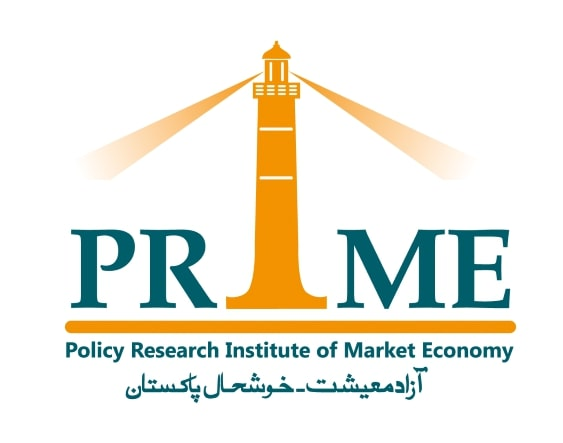 PRIME
Policy Research Institute of Market Economy
آزاد معیشت - خوشحال پاکستان